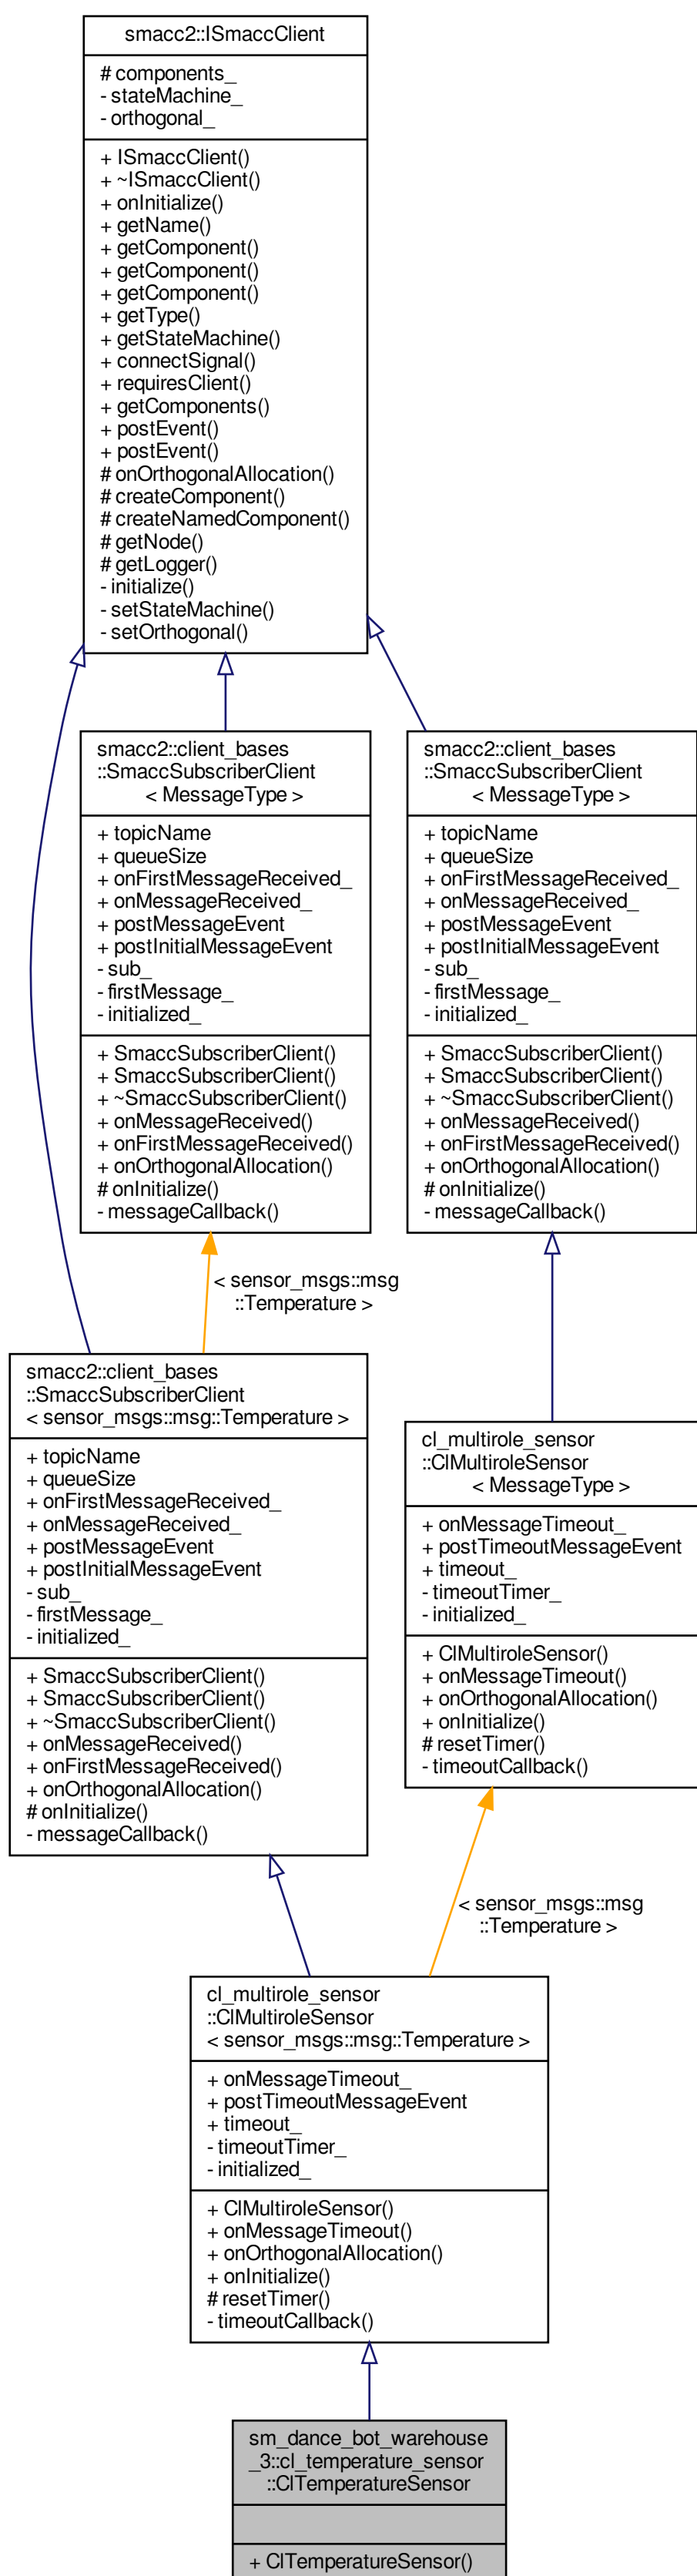 smacc2::ISmaccClient
# components_
- stateMachine_
- orthogonal_
+ ISmaccClient()
+ ~ISmaccClient()
+ onInitialize()
+ getName()
+ getComponent()
+ getComponent()
+ getComponent()
+ getType()
+ getStateMachine()
+ connectSignal()
+ requiresClient()
+ getComponents()
+ postEvent()
+ postEvent()
# onOrthogonalAllocation()
# createComponent()
# createNamedComponent()
# getNode()
# getLogger()
- initialize()
- setStateMachine()
- setOrthogonal()
smacc2::client_bases
::SmaccSubscriberClient
< MessageType >
+ topicName
+ queueSize
+ onFirstMessageReceived_
+ onMessageReceived_
+ postMessageEvent
+ postInitialMessageEvent
- sub_
- firstMessage_
- initialized_
+ SmaccSubscriberClient()
+ SmaccSubscriberClient()
+ ~SmaccSubscriberClient()
+ onMessageReceived()
+ onFirstMessageReceived()
+ onOrthogonalAllocation()
# onInitialize()
- messageCallback()
smacc2::client_bases
::SmaccSubscriberClient
< MessageType >
+ topicName
+ queueSize
+ onFirstMessageReceived_
+ onMessageReceived_
+ postMessageEvent
+ postInitialMessageEvent
- sub_
- firstMessage_
- initialized_
+ SmaccSubscriberClient()
+ SmaccSubscriberClient()
+ ~SmaccSubscriberClient()
+ onMessageReceived()
+ onFirstMessageReceived()
+ onOrthogonalAllocation()
# onInitialize()
- messageCallback()
< sensor_msgs::msg
::Temperature >
smacc2::client_bases
::SmaccSubscriberClient
< sensor_msgs::msg::Temperature >
+ topicName
+ queueSize
+ onFirstMessageReceived_
+ onMessageReceived_
+ postMessageEvent
+ postInitialMessageEvent
- sub_
- firstMessage_
- initialized_
+ SmaccSubscriberClient()
+ SmaccSubscriberClient()
+ ~SmaccSubscriberClient()
+ onMessageReceived()
+ onFirstMessageReceived()
+ onOrthogonalAllocation()
# onInitialize()
- messageCallback()
cl_multirole_sensor
::ClMultiroleSensor
< MessageType >
+ onMessageTimeout_
+ postTimeoutMessageEvent
+ timeout_
- timeoutTimer_
- initialized_
+ ClMultiroleSensor()
+ onMessageTimeout()
+ onOrthogonalAllocation()
+ onInitialize()
# resetTimer()
- timeoutCallback()
< sensor_msgs::msg
::Temperature >
cl_multirole_sensor
::ClMultiroleSensor
< sensor_msgs::msg::Temperature >
+ onMessageTimeout_
+ postTimeoutMessageEvent
+ timeout_
- timeoutTimer_
- initialized_
+ ClMultiroleSensor()
+ onMessageTimeout()
+ onOrthogonalAllocation()
+ onInitialize()
# resetTimer()
- timeoutCallback()
sm_dance_bot_warehouse
_3::cl_temperature_sensor
::ClTemperatureSensor
+ ClTemperatureSensor()